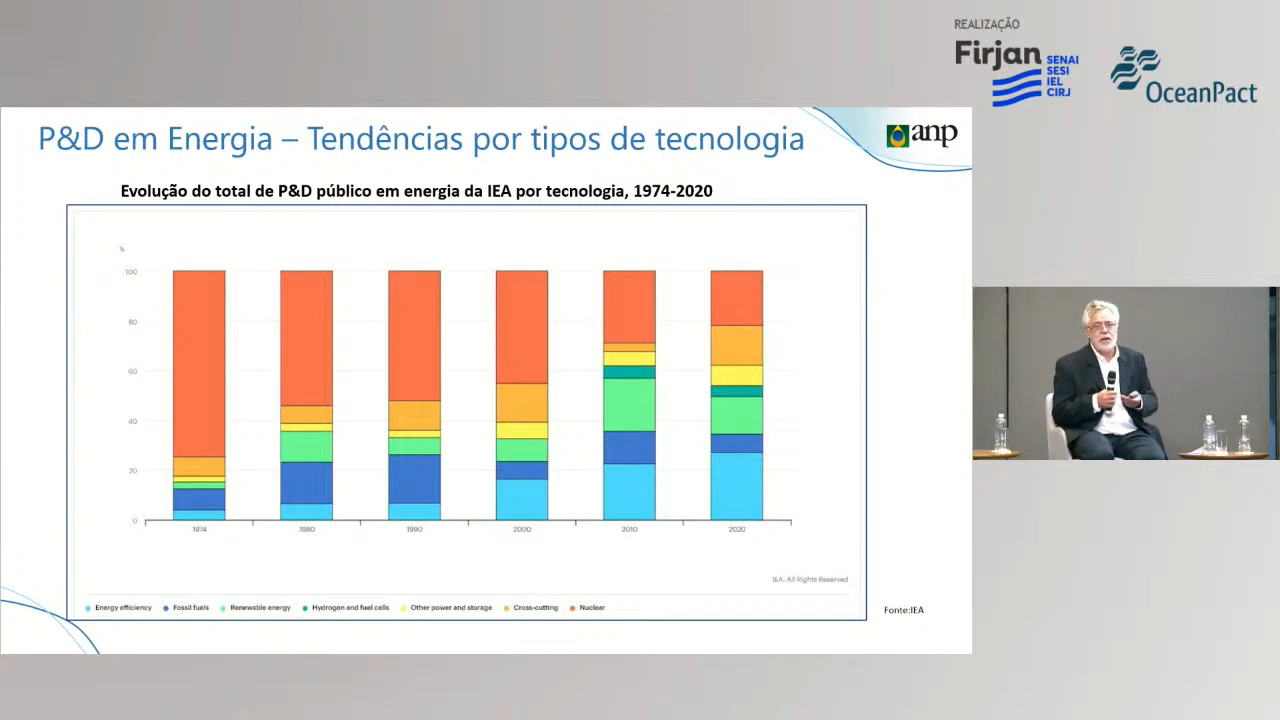 REALIZAÇÃO
Firjan
SENAI
SESI
IEL
CIRJ
OceanPact
P&D em Energia – Tendências por tipos de tecnologia
anp
Evolução do total de P&D público em energia da IEA por tecnologia, 1974-2020
%
100
80
60
40
20
0
1974 1980 1990 2000 2010 2020
IEA. All Rights Reserved
Energy efficiency Fossil fuels Renewable energy Hydrogen and fuel cells Other power and storage Cross-cutting Nuclear
Fonte:IEA